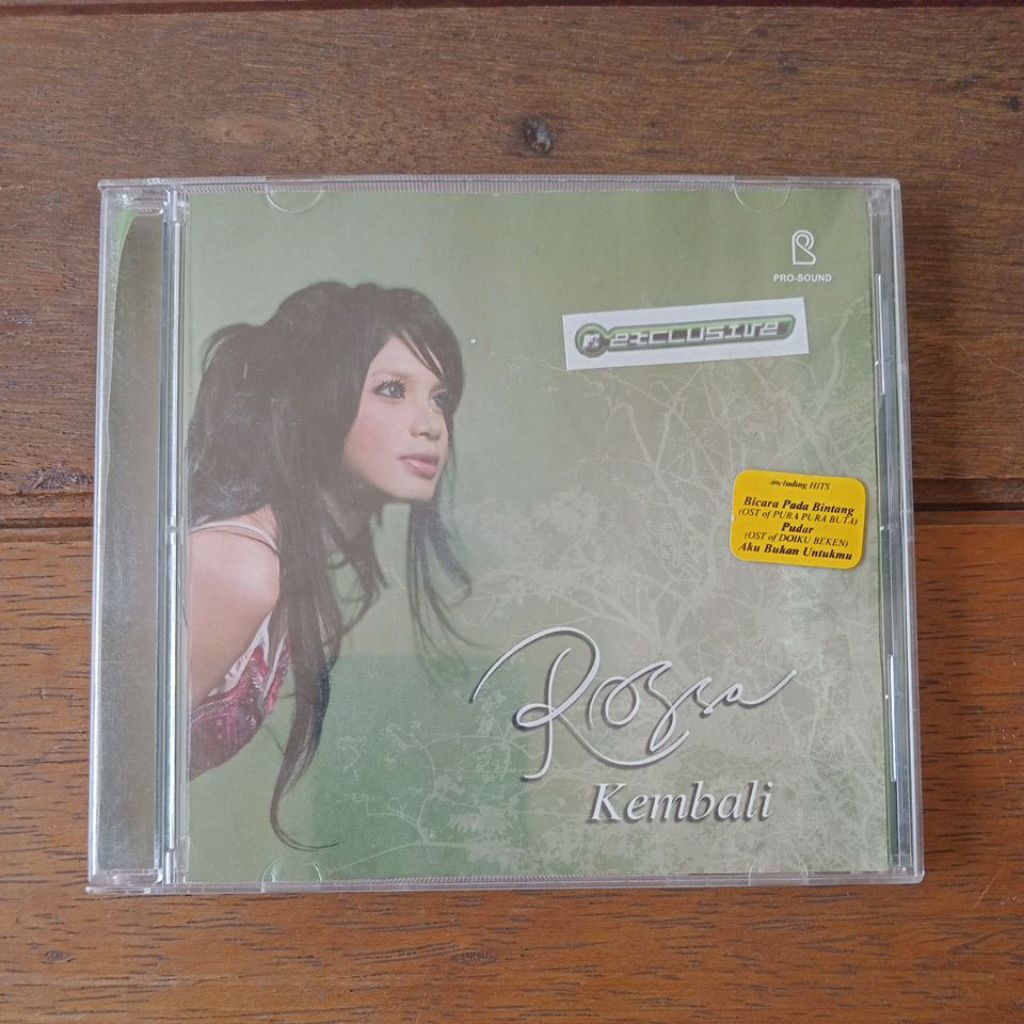 PRO-SOUND
exclusive
including HITS
Bicara Pada Bintang
(OST of PURA PURA BUTA)
Pudar
(OST of DOIKU BEKEN)
Aku Bukan Untukmu
Rossa
Kembali